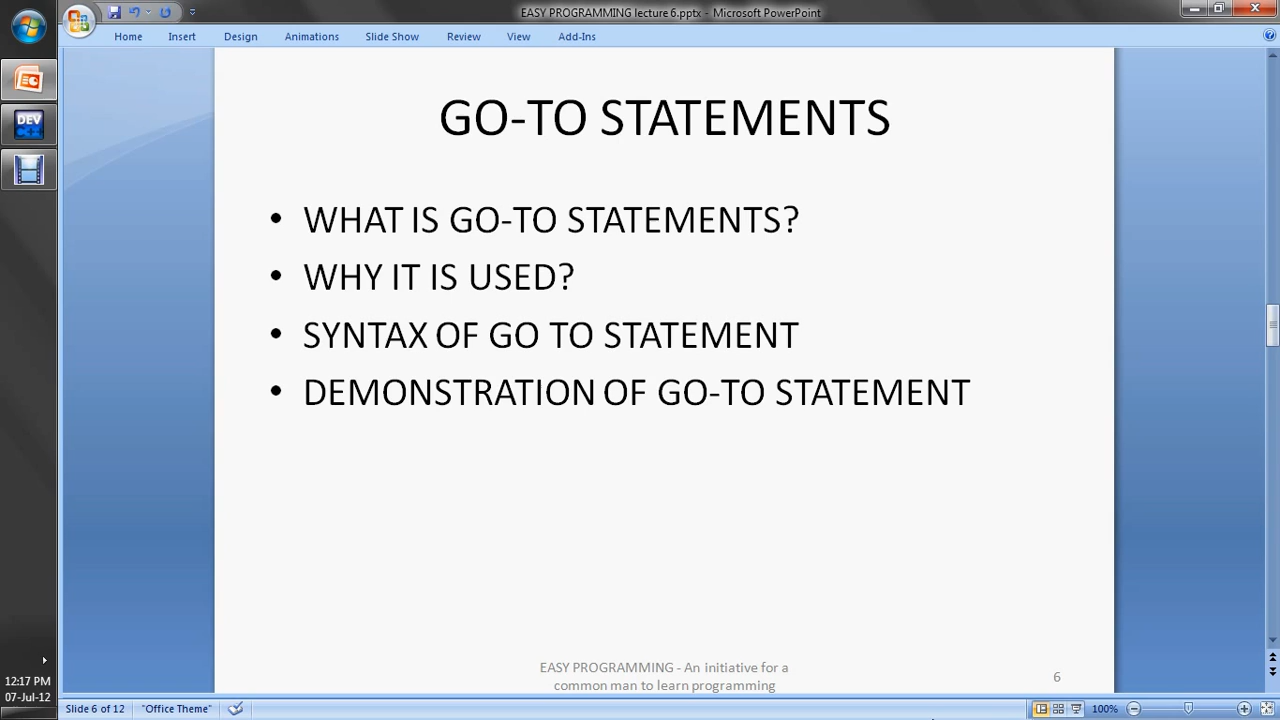 EASY PROGRAMMING lecture 6.pptx - Microsoft PowerPoint
Home Insert Design Animations Slide Show Review View Add-Ins
DEV
GO-TO STATEMENTS
• WHAT IS GO-TO STATEMENTS?
• WHY IT IS USED?
• SYNTAX OF GO TO STATEMENT
• DEMONSTRATION OF GO-TO STATEMENT
EASY PROGRAMMING - An initiative for a
common man to learn programming
6
12:17 PM
07-Jul-12
Slide 6 of 12 "Office Theme" 100%